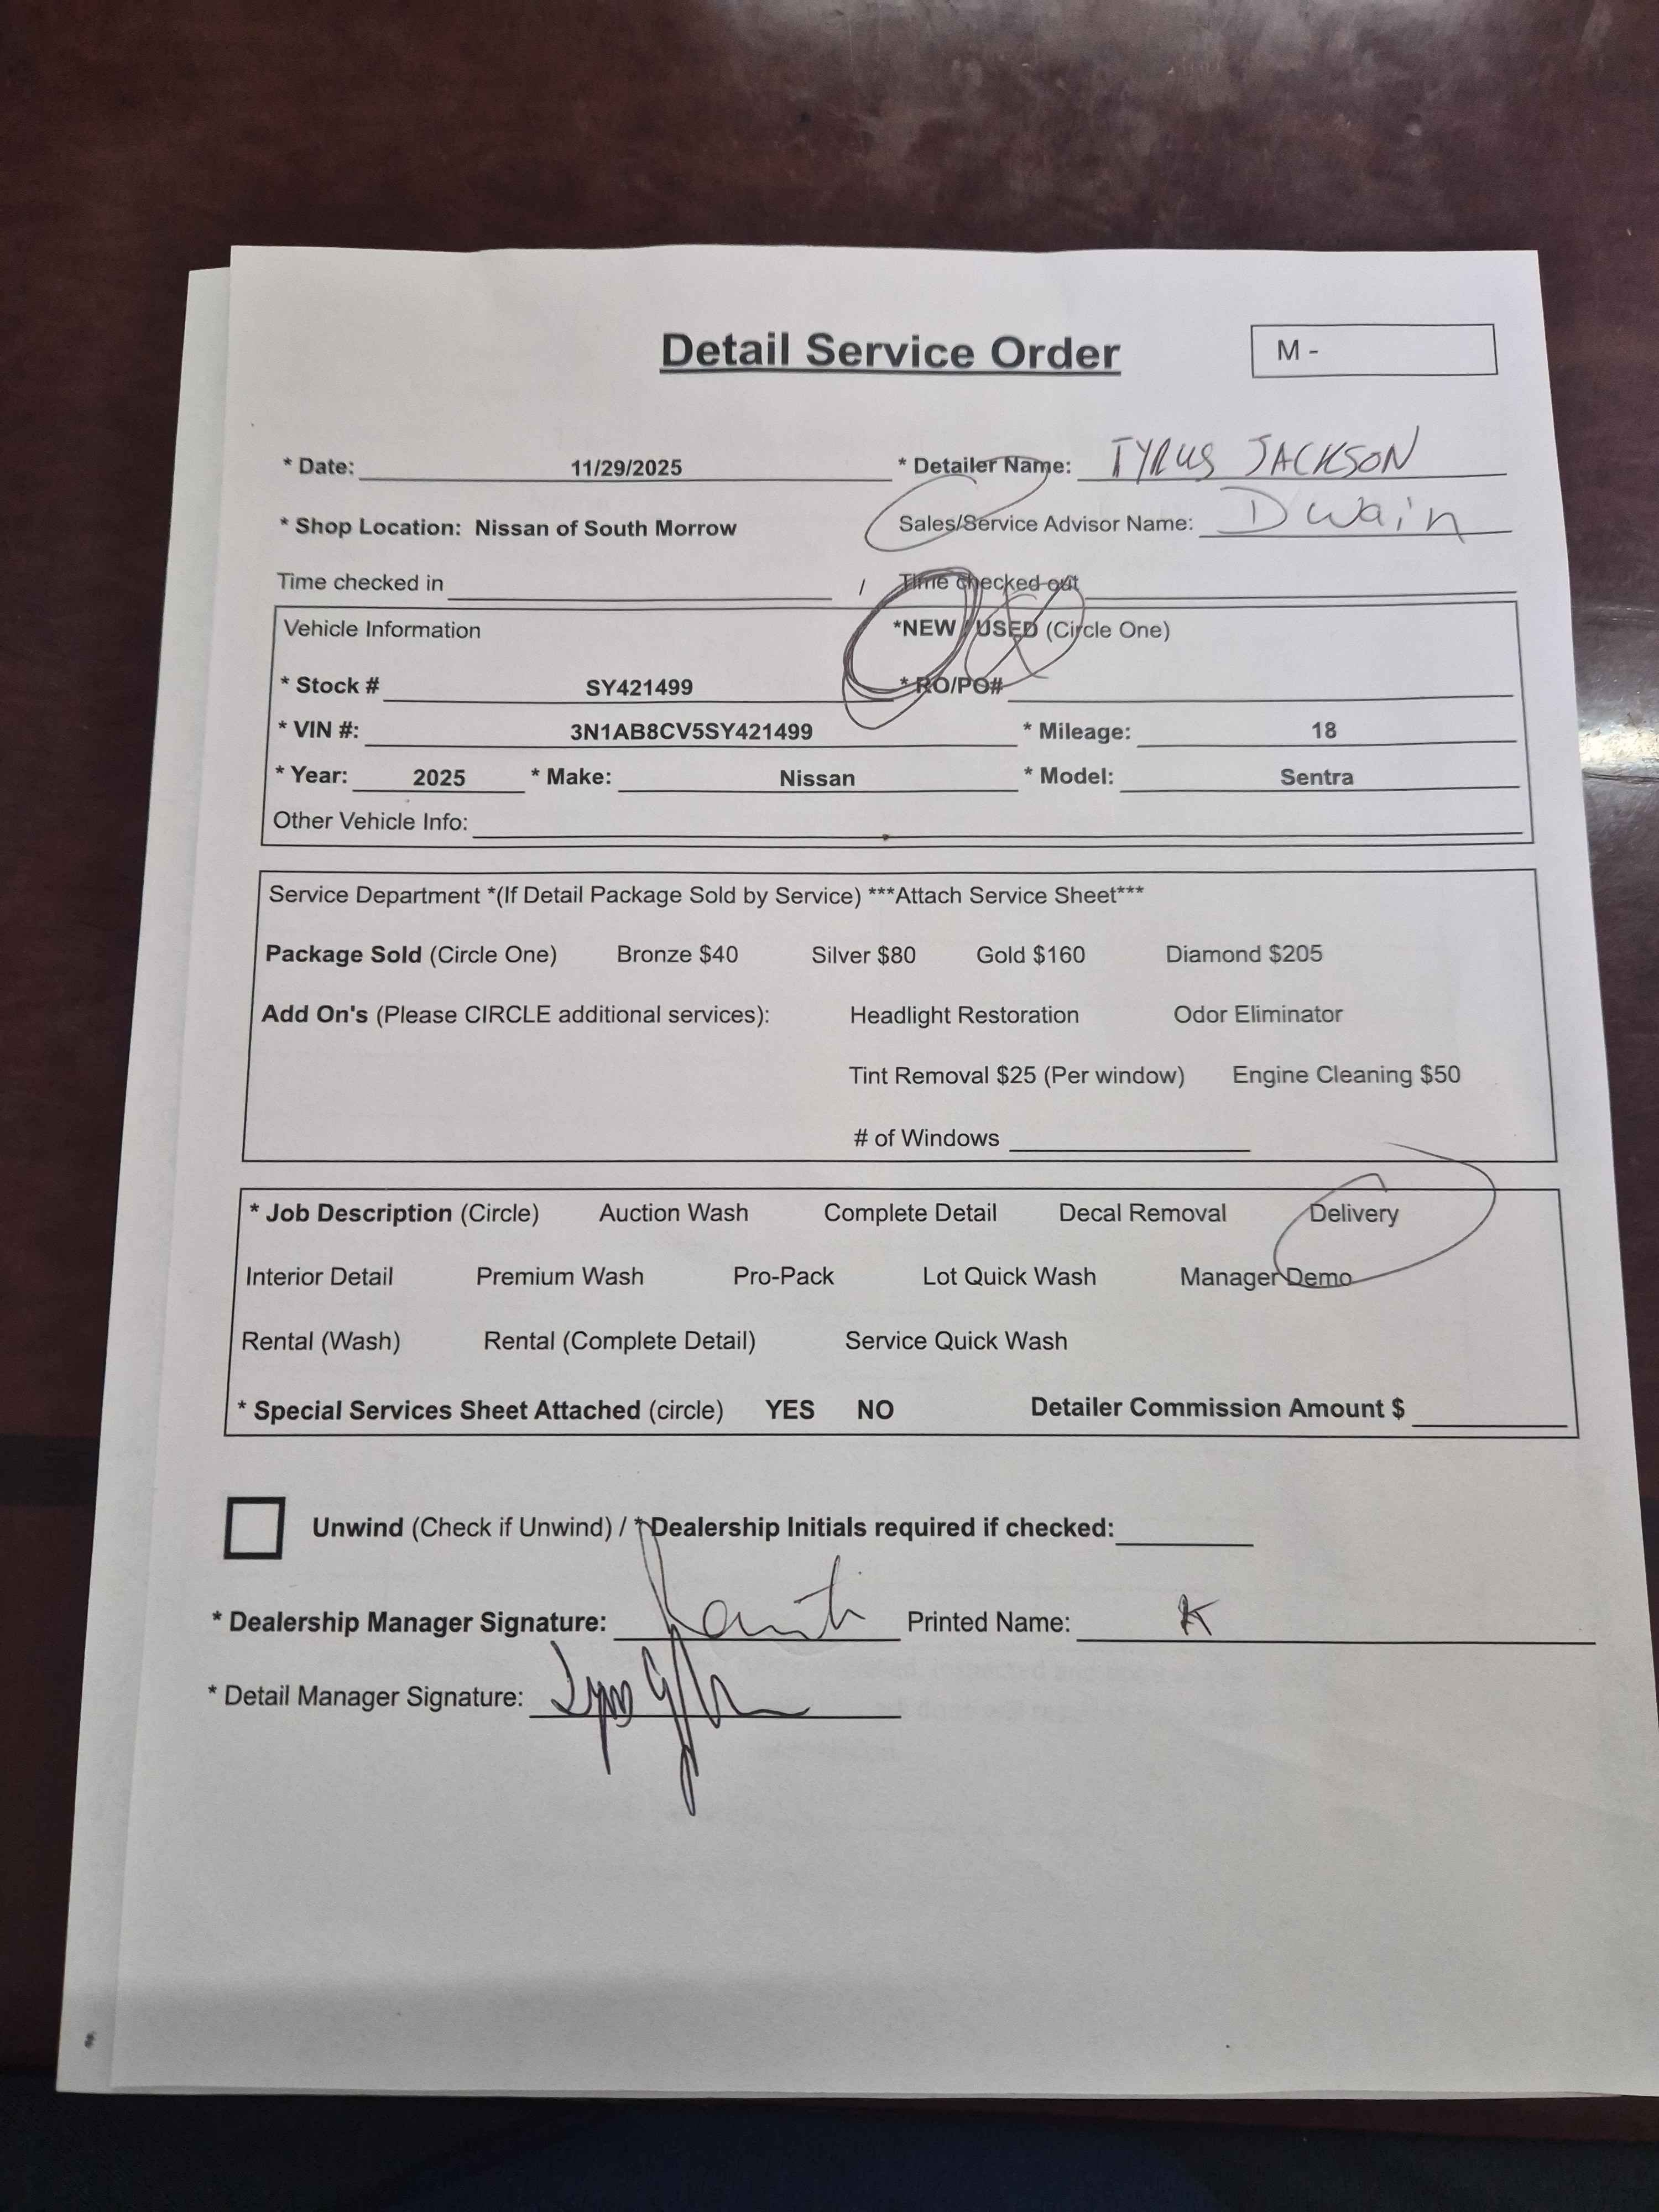 Detail Service Order
M -
* Date: 11/29/2025 * Detailer Name: TYRUS JACKSON
* Shop Location: Nissan of South Morrow Sales/Service Advisor Name: Dwain
Time checked in / Time checked out
Vehicle Information *NEW / USED (Circle One)
* Stock # SY421499 * RO/PO#
* VIN #: 3N1AB8CV5SY421499 * Mileage: 18
* Year: 2025 * Make: Nissan * Model: Sentra
Other Vehicle Info:
Service Department *(If Detail Package Sold by Service) ***Attach Service Sheet***
Package Sold (Circle One) Bronze $40 Silver $80 Gold $160 Diamond $205
Add On's (Please CIRCLE additional services): Headlight Restoration Odor Eliminator
Tint Removal $25 (Per window) Engine Cleaning $50
# of Windows
* Job Description (Circle) Auction Wash Complete Detail Decal Removal Delivery
Interior Detail Premium Wash Pro-Pack Lot Quick Wash Manager Demo
Rental (Wash) Rental (Complete Detail) Service Quick Wash
* Special Services Sheet Attached (circle) YES NO Detailer Commission Amount $
Unwind (Check if Unwind) / * Dealership Initials required if checked:
* Dealership Manager Signature: Printed Name: K
* Detail Manager Signature: